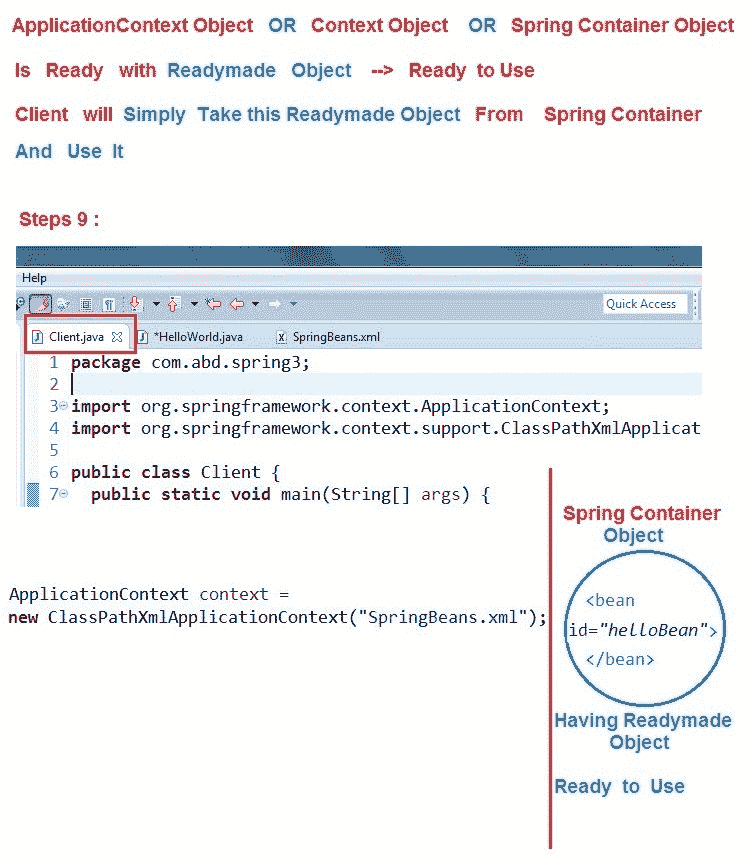 ApplicationContext Object OR Context Object OR Spring Container Object
Is Ready with Readymade Object --> Ready to Use
Client will Simply Take this Readymade Object From Spring Container
And Use It
Steps 9 :
Help
Quick Access
Client.java *HelloWorld.java SpringBeans.xml
1 package com.abd.spring3;
2
3 import org.springframework.context.ApplicationContext;
4 import org.springframework.context.support.ClassPathXmlApplicat
5
6 public class Client {
7 public static void main(String[] args) {
ApplicationContext context =
new ClassPathXmlApplicationContext("SpringBeans.xml");
Spring Container
Object
<bean
id="helloBean">
</bean>
Having Readymade
Object
Ready to Use